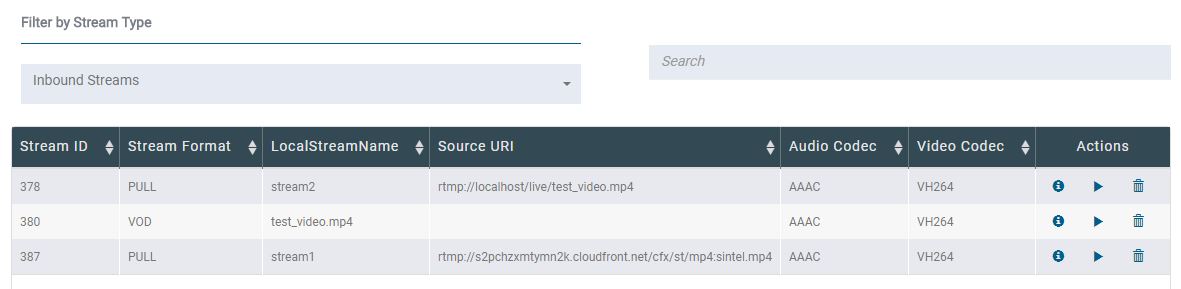 Filter by Stream Type
Search
Inbound Streams
Stream ID Stream Format LocalStreamName Source URI Audio Codec Video Codec Actions
378 PULL stream2 rtmp://localhost/live/test_video.mp4 AAAC VH264
380 VOD test_video.mp4 AAAC VH264
387 PULL stream1 rtmp://s2pchzxmtymn2k.cloudfront.net/cfx/st/mp4:sintel.mp4 AAAC VH264